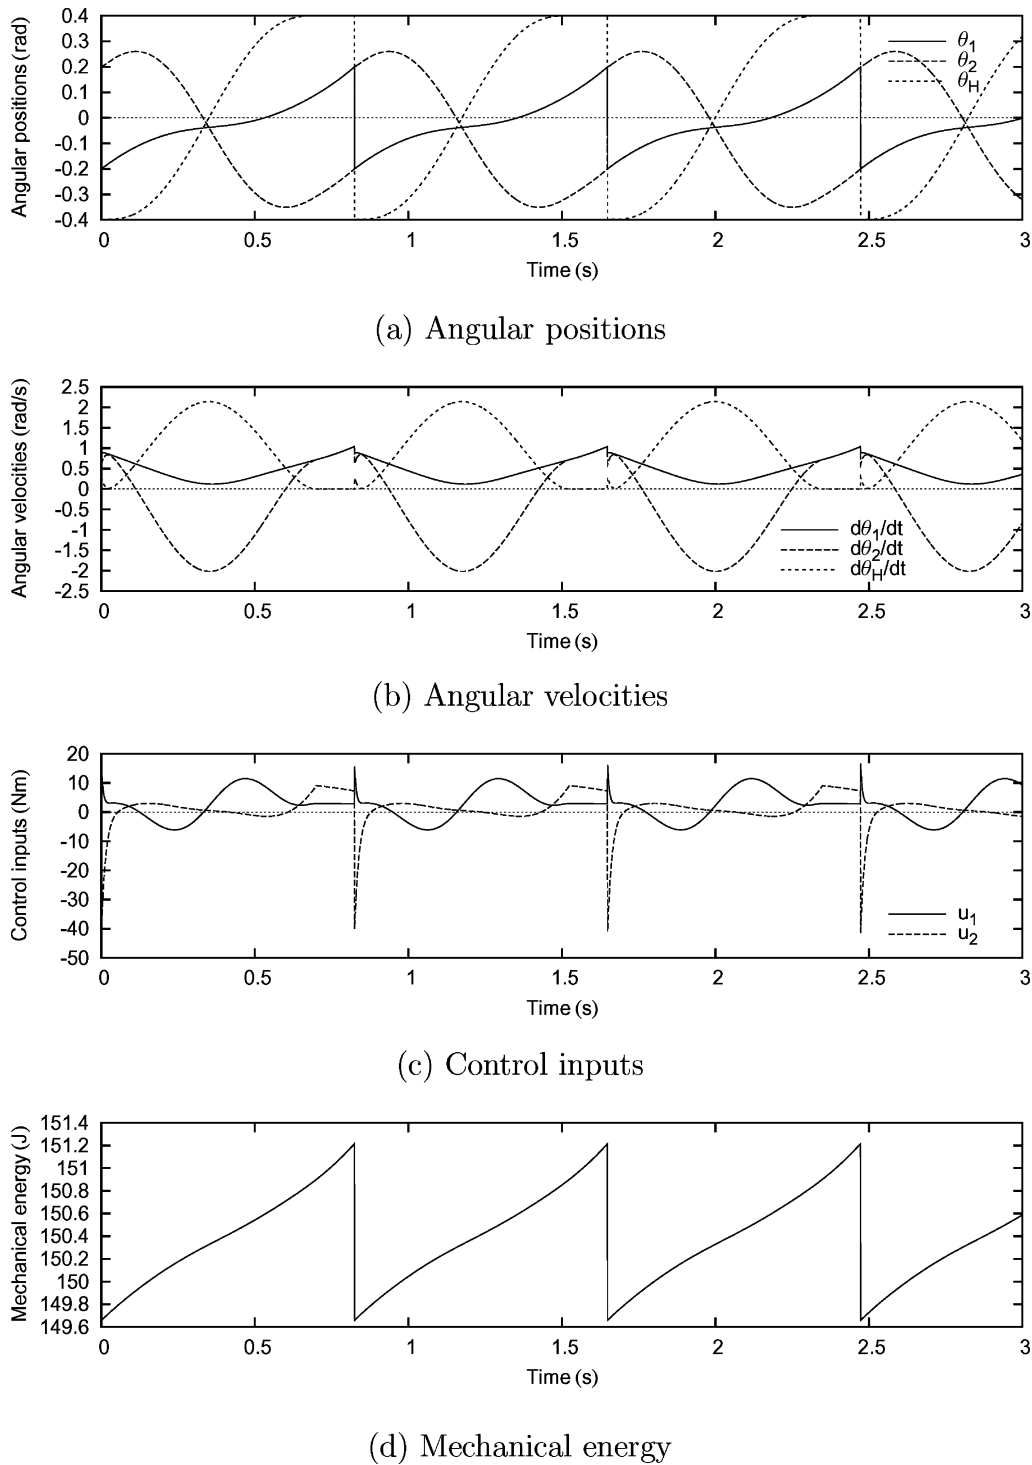 0.4
0.3
0.2
0.1
0
-0.1
-0.2
-0.3
-0.4
Angular positions (rad)
θ1
θ2
θH
0 0.5 1 1.5 2 2.5 3
Time (s)
(a) Angular positions
2.5
2
1.5
1
0.5
0
-0.5
-1
-1.5
-2
-2.5
Angular velocities (rad/s)
dθ1/dt
dθ2/dt
dθH/dt
0 0.5 1 1.5 2 2.5 3
Time (s)
(b) Angular velocities
20
10
0
-10
-20
-30
-40
-50
Control inputs (Nm)
u1
u2
0 0.5 1 1.5 2 2.5 3
Time (s)
(c) Control inputs
151.4
151.2
151
150.8
150.6
150.4
150.2
150
149.8
149.6
Mechanical energy (J)
0 0.5 1 1.5 2 2.5 3
Time (s)
(d) Mechanical energy